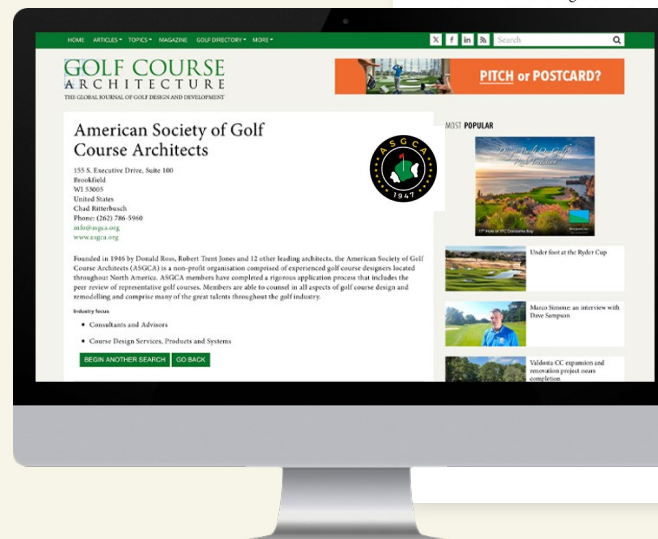 HOME ARTICLES TOPICS MAGAZINE GOLF DIRECTORY MORE
Search
GOLF COURSE
ARCHITECTURE
THE GLOBAL JOURNAL OF GOLF DESIGN AND DEVELOPMENT
PITCH or POSTCARD?
American Society of Golf
Course Architects
155 S. Executive Drive, Suite 100
Brookfield
WI 53005
United States
Chad Ritterbusch
Phone: (262) 786-5960
info@asgca.org
www.asgca.org
ASGCA
1947
Founded in 1946 by Donald Ross, Robert Trent Jones and 12 other leading architects, the American Society of Golf
Course Architects (ASGCA) is a non-profit organisation comprised of experienced golf course designers located
throughout North America. ASGCA members have completed a rigorous application process that includes the
peer review of representative golf courses. Members are able to counsel in all aspects of golf course design and
remodelling and comprise many of the great talents throughout the golf industry.
Industry focus
• Consultants and Advisors
• Course Design Services, Products and Systems
BEGIN ANOTHER SEARCH GO BACK
MOST POPULAR
Under foot at the Ryder Cup
Marco Simone: an interview with
Dave Sampson
Valdosta CC expansion and
renovation project nears
completion